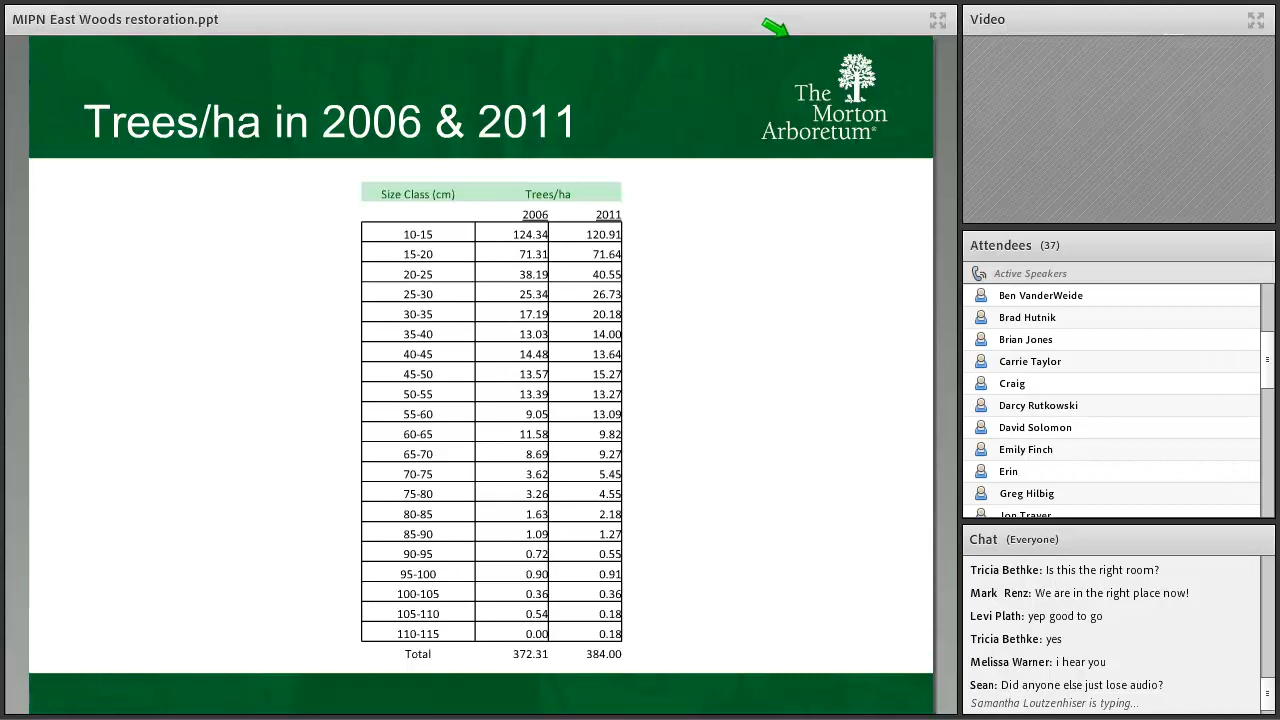 MIPN East Woods restoration.ppt
Trees/ha in 2006 & 2011
The
Morton
Arboretum®
Size Class (cm) Trees/ha
2006 2011
10-15 124.34 120.91
15-20 71.31 71.64
20-25 38.19 40.55
25-30 25.34 26.73
30-35 17.19 20.18
35-40 13.03 14.00
40-45 14.48 13.64
45-50 13.57 15.27
50-55 13.39 13.27
55-60 9.05 13.09
60-65 11.58 9.82
65-70 8.69 9.27
70-75 3.62 5.45
75-80 3.26 4.55
80-85 1.63 2.18
85-90 1.09 1.27
90-95 0.72 0.55
95-100 0.90 0.91
100-105 0.36 0.36
105-110 0.54 0.18
110-115 0.00 0.18
Total 372.31 384.00
Video
Attendees (37)
Active Speakers
Ben VanderWeide
Brad Hutnik
Brian Jones
Carrie Taylor
Craig
Darcy Rutkowski
David Solomon
Emily Finch
Erin
Greg Hilbig
Jon Traver
Chat (Everyone)
Tricia Bethke: Is this the right room?
Mark Renz: We are in the right place now!
Levi Plath: yep good to go
Tricia Bethke: yes
Melissa Warner: i hear you
Sean: Did anyone else just lose audio?
Samantha Loutzenhiser is typing...